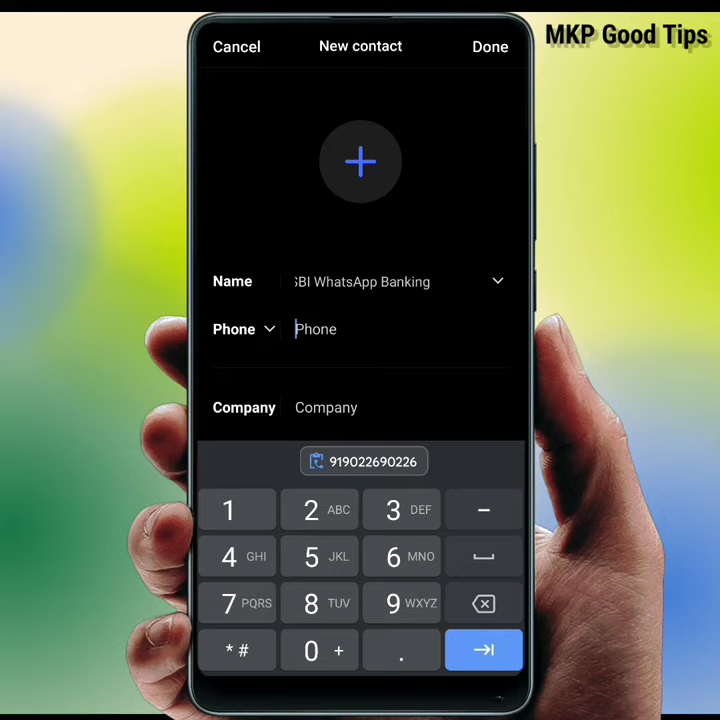 MKP Good Tips
Cancel New contact Done
Name SBI WhatsApp Banking
Phone Phone
Company Company
919022690226
1 2 ABC 3 DEF -
4 GHI 5 JKL 6 MNO
7 PQRS 8 TUV 9 WXYZ
* # 0 + .